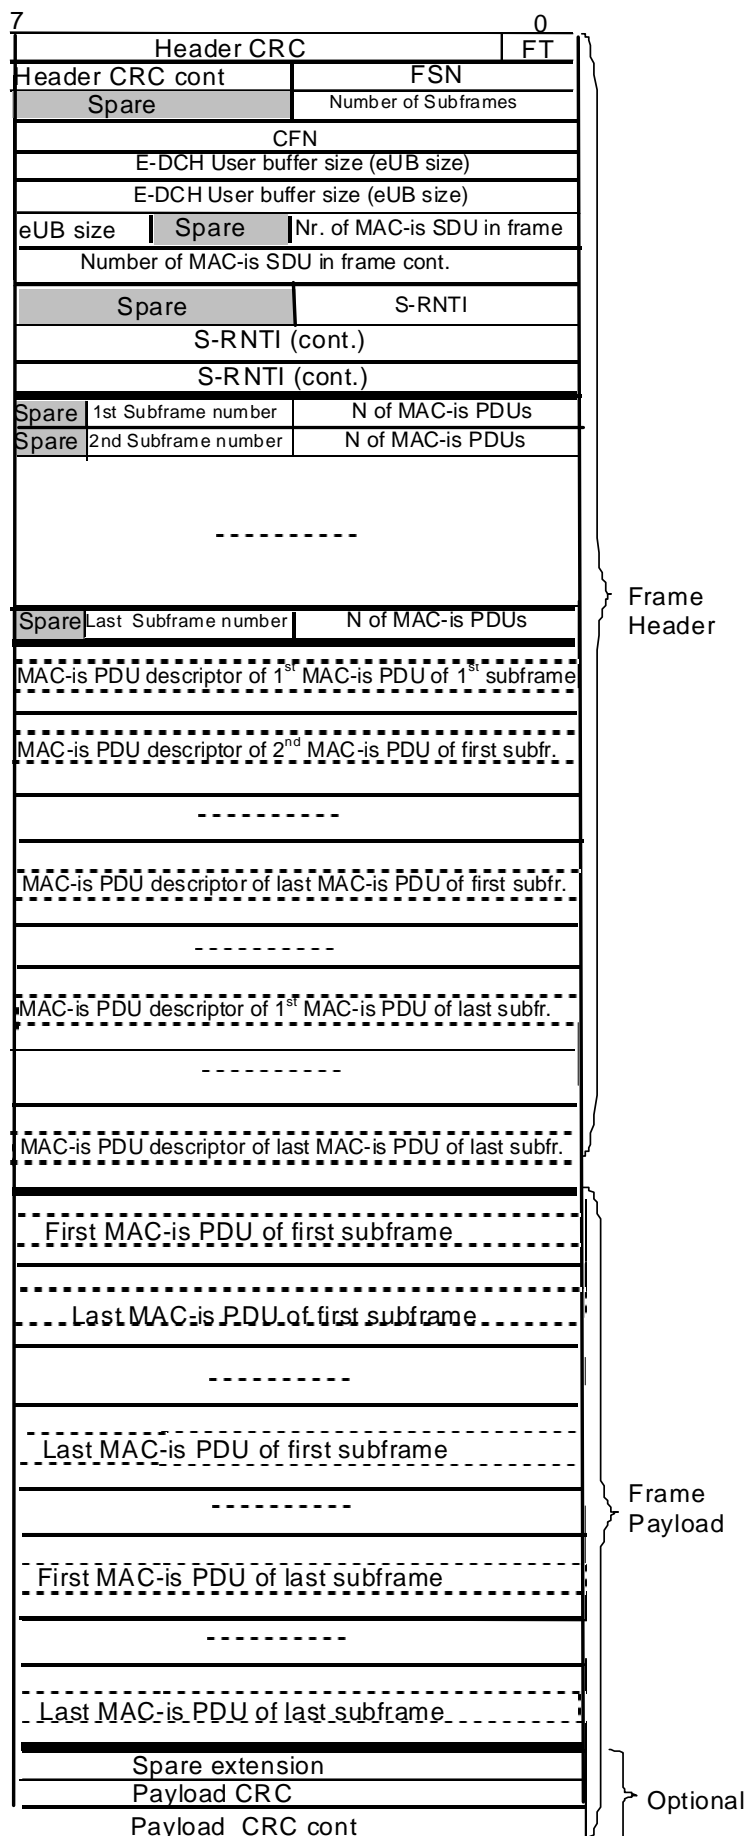 7 0
Header CRC FT
Header CRC cont FSN
Spare Number of Subframes
CFN
E-DCH User buffer size (eUB size)
E-DCH User buffer size (eUB size)
eUB size Spare Nr. of MAC-is SDU in frame
Number of MAC-is SDU in frame cont.
Spare S-RNTI
S-RNTI (cont.)
S-RNTI (cont.)
Spare 1st Subframe number N of MAC-is PDUs
Spare 2nd Subframe number N of MAC-is PDUs
Frame
Header
Spare Last Subframe number N of MAC-is PDUs
MAC-is PDU descriptor of 1st MAC-is PDU of 1st subframe
MAC-is PDU descriptor of 2nd MAC-is PDU of first subfr.
MAC-is PDU descriptor of last MAC-is PDU of first subfr.
MAC-is PDU descriptor of 1st MAC-is PDU of last subfr.
MAC-is PDU descriptor of last MAC-is PDU of last subfr.
First MAC-is PDU of first subframe
Last MAC-is PDU of first subframe
Last MAC-is PDU of first subframe
Frame
Payload
First MAC-is PDU of last subframe
Last MAC-is PDU of last subframe
Spare extension
Payload CRC
Optional
Payload CRC cont